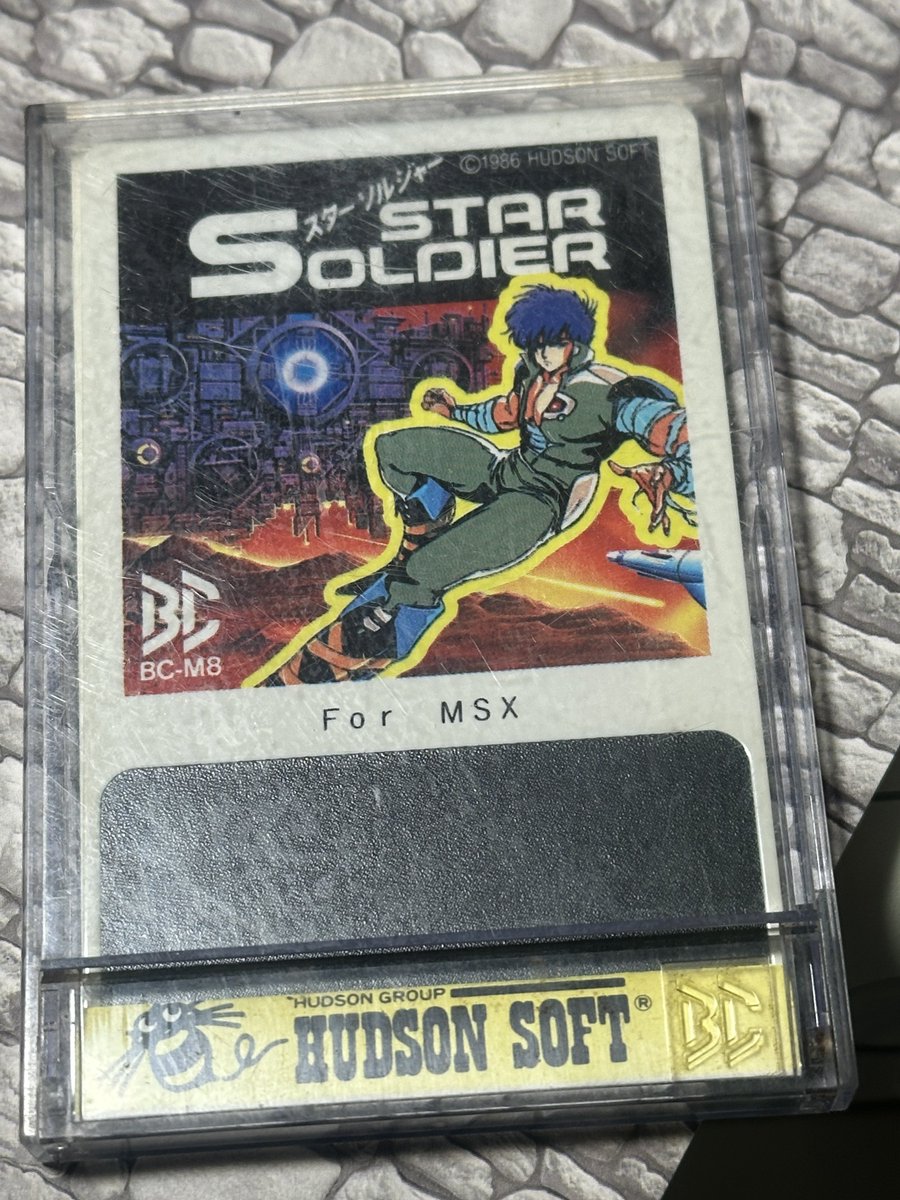 ©1986 HUDSON SOFT
スターソルジャー
STAR
SOLDIER
BC
BC-M8
For MSX
HUDSON GROUP
HUDSON SOFT®
BC